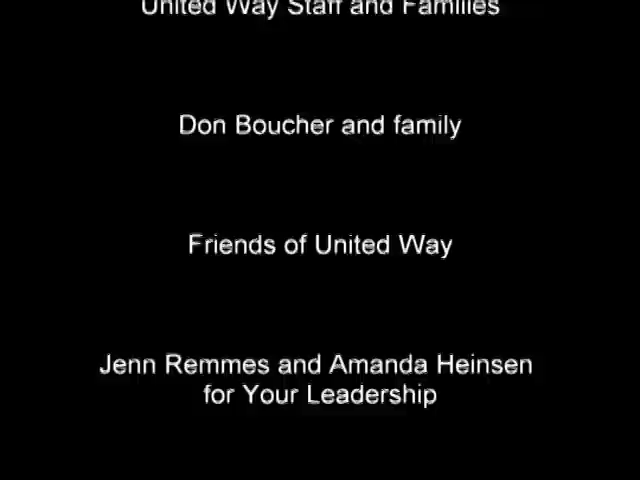 United Way Staff and Families
Don Boucher and family
Friends of United Way
Jenn Remmes and Amanda Heinsen
for Your Leadership